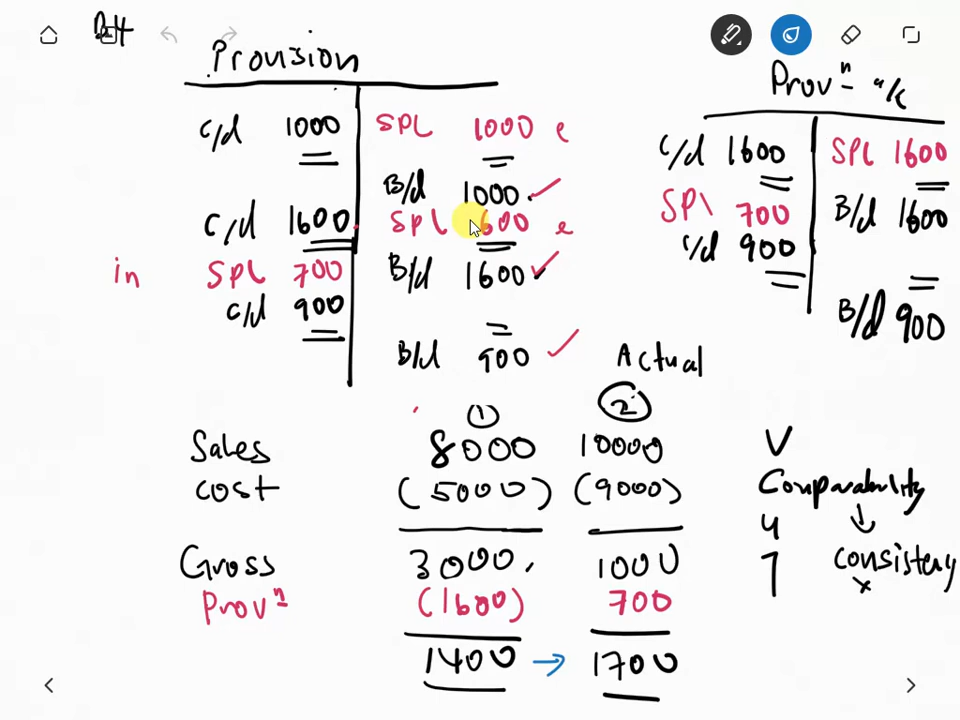 Provision
c/d 1000 SPL 1000 e
B/d 1000
c/d 1600 SPL 600 e
in SPL 700 B/d 1600
c/d 900
B/d 900
Provⁿ a/c
c/d 1600 SPL 1600
SPL 700 B/d 1600
c/d 900
B/d 900
Actual
1 2
Sales 8000 10000
cost (5000) (9000)
Gross 3000 1000
Provⁿ (1600) 700
1400 → 1700
V
Comparability
↓
4 consistency
7 x